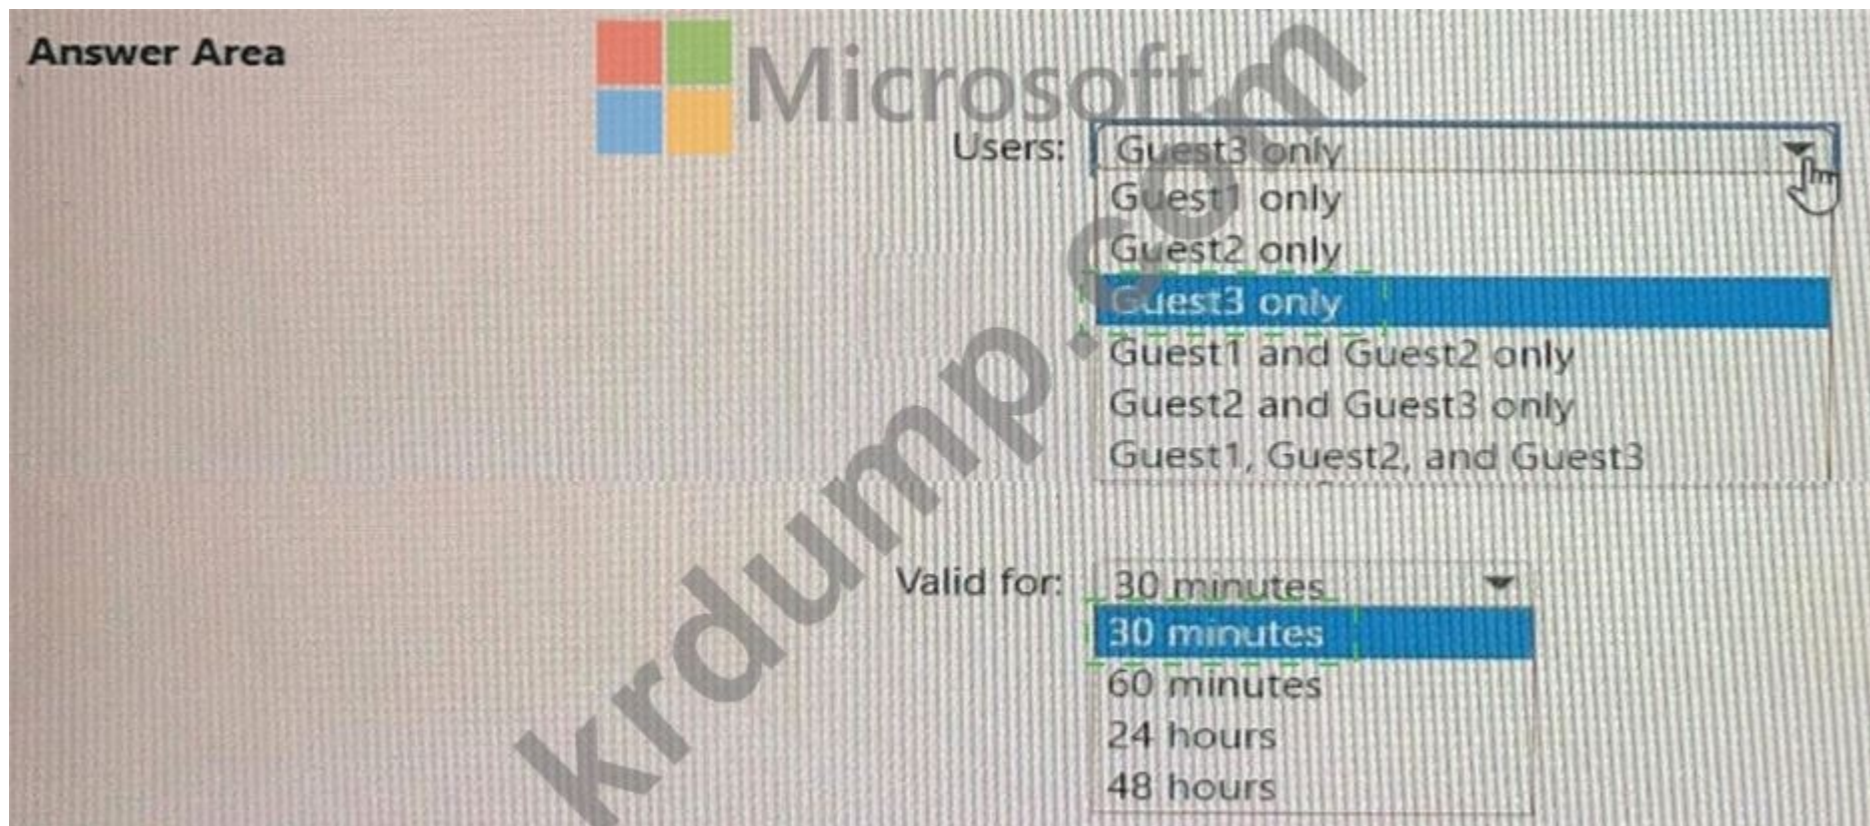 Answer Area
Microsoft
Users: Guest3 only
Guest1 only
Guest2 only
Guest3 only
Guest1 and Guest2 only
Guest2 and Guest3 only
Guest1, Guest2, and Guest3
Valid for: 30 minutes
30 minutes
60 minutes
24 hours
48 hours
krdump.com